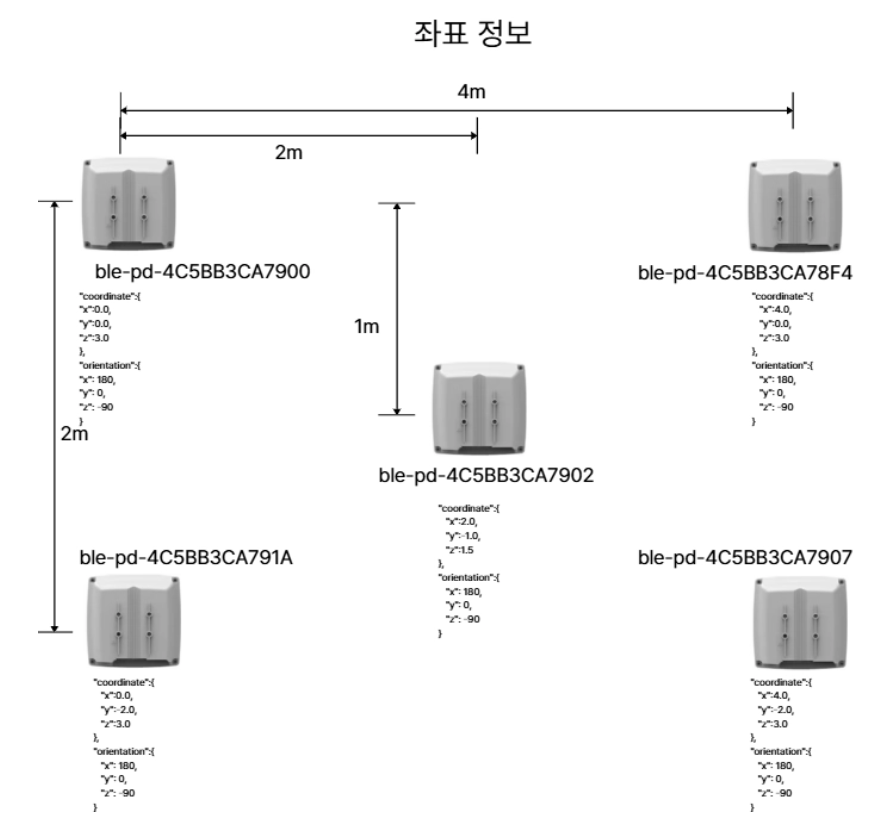 좌표 정보
4m
2m
ble-pd-4C5BB3CA7900
"coordinate":{
"x":0.0,
"y":0.0,
"z":3.0
},
"orientation":{
"x": 180,
"y": 0,
"z": -90
}
2m
1m
ble-pd-4C5BB3CA78F4
"coordinate":{
"x":4.0,
"y":0.0,
"z":3.0
},
"orientation":{
"x": 180,
"y": 0,
"z": -90
}
ble-pd-4C5BB3CA7902
"coordinate":{
"x":2.0,
"y":-1.0,
"z":1.5
},
"orientation":{
"x": 180,
"y": 0,
"z": -90
}
ble-pd-4C5BB3CA791A
"coordinate":{
"x":0.0,
"y":-2.0,
"z":3.0
},
"orientation":{
"x": 180,
"y": 0,
"z": -90
}
ble-pd-4C5BB3CA7907
"coordinate":{
"x":4.0,
"y":-2.0,
"z":3.0
},
"orientation":{
"x": 180,
"y": 0,
"z": -90
}